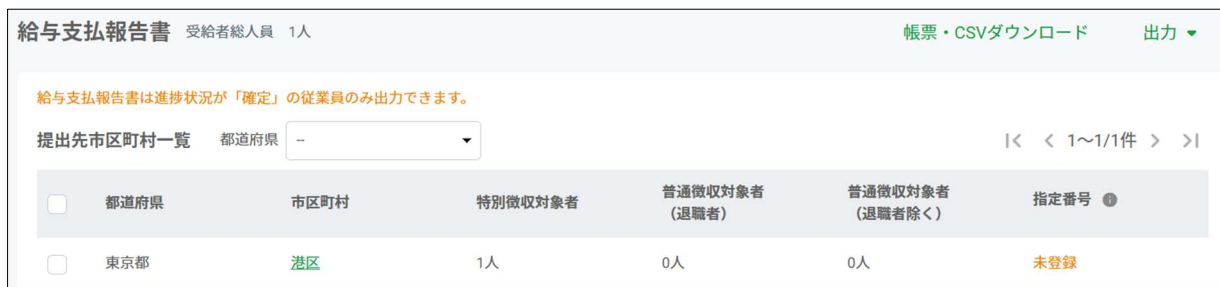 給与支払報告書 受給者総人員 1人 帳票・CSVダウンロード 出力
給与支払報告書は進捗状況が「確定」の従業員のみ出力できます。
提出先市区町村一覧 都道府県 -- 1〜1/1件
都道府県 市区町村 特別徴収対象者 普通徴収対象者（退職者） 普通徴収対象者（退職者除く） 指定番号
東京都 港区 1人 0人 0人 未登録